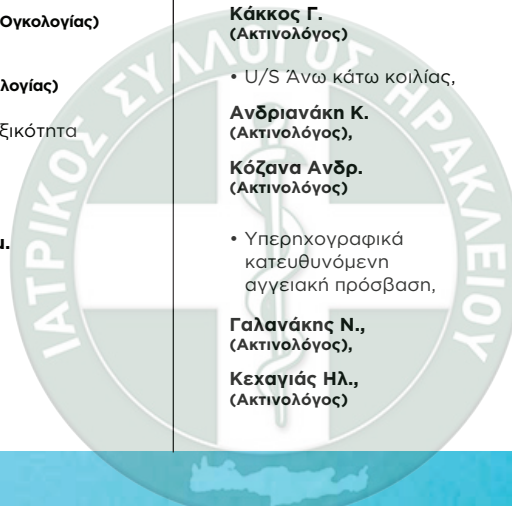 Ογκολογίας)
λογίας)
ξικότητα
μ.
Κάκκος Γ.
(Ακτινολόγος)
• U/S Άνω κάτω κοιλίας,
Ανδριανάκη Κ.
(Ακτινολόγος),
Κόζανα Ανδρ.
(Ακτινολόγος)
• Υπερηχογραφικά
κατευθυνόμενη
αγγειακή πρόσβαση,
Γαλανάκης Ν.,
(Ακτινολόγος),
Κεχαγιάς Ηλ.,
(Ακτινολόγος)
ΙΑΤΡΙΚΟΣ ΣΥΛΛΟΓΟΣ ΗΡΑΚΛΕΙΟΥ